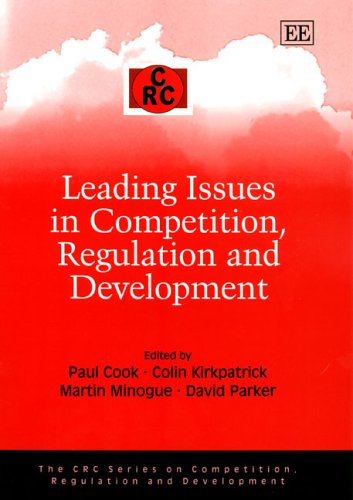 EE
C
RC
Leading Issues
in Competition,
Regulation and
Development
Edited by
Paul Cook · Colin Kirkpatrick
Martin Minogue · David Parker
The CRC Series on Competition,
Regulation and Development